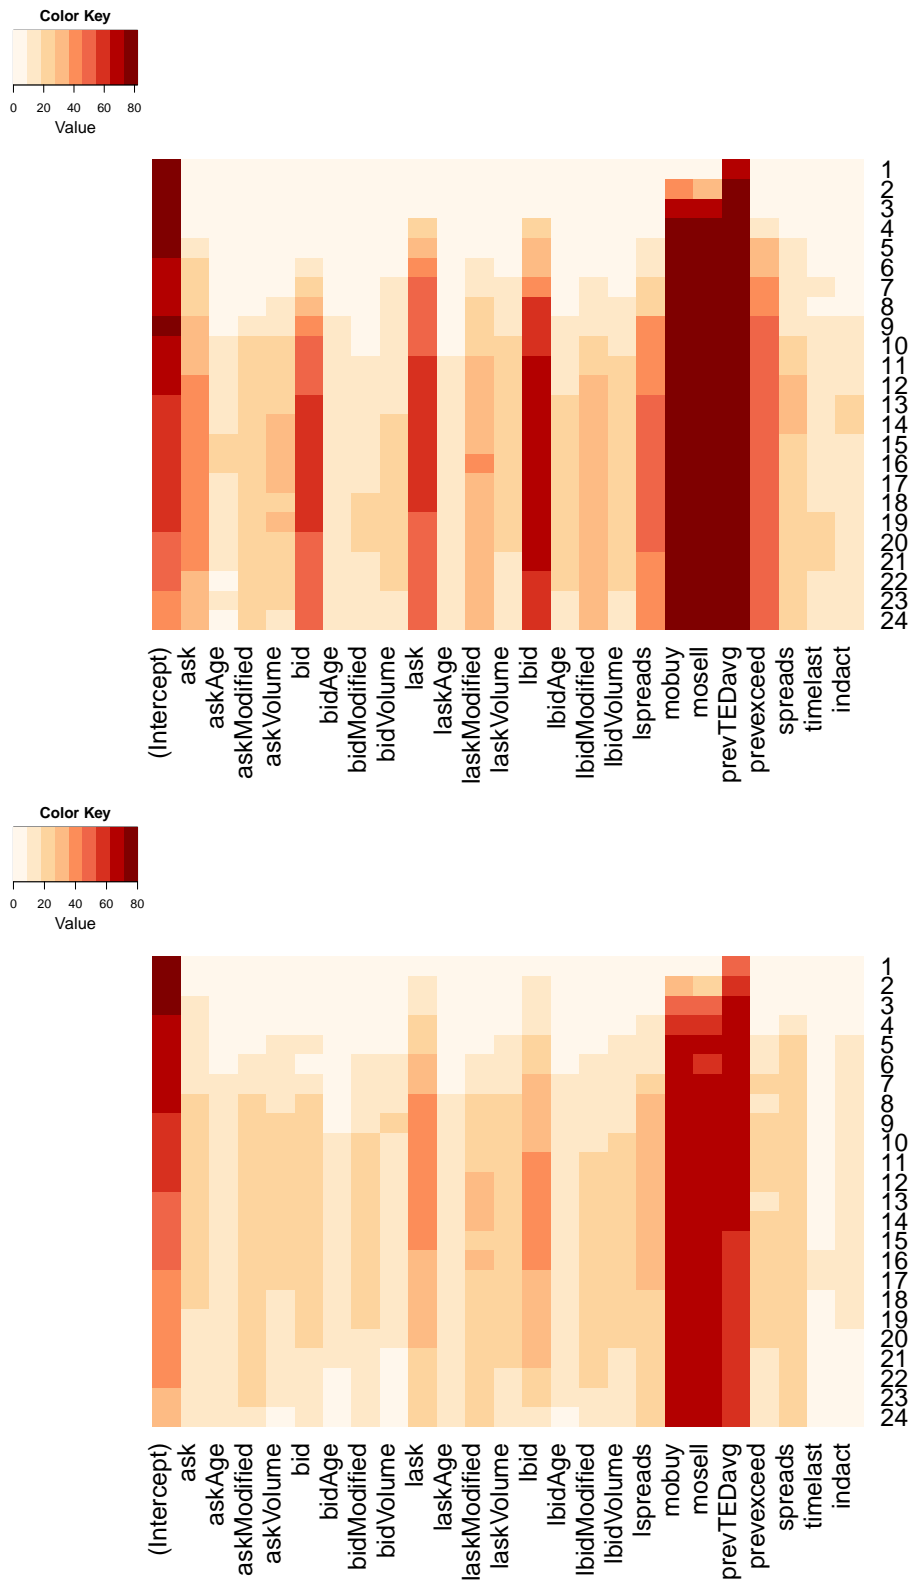 Color Key
0 20 40 60 80
Value
1
2
3
4
5
6
7
8
9
10
11
12
13
14
15
16
17
18
19
20
21
22
23
24
(Intercept)
ask
askAge
askModified
askVolume
bid
bidAge
bidModified
bidVolume
lask
laskAge
laskModified
laskVolume
lbid
lbidAge
lbidModified
lbidVolume
lspreads
mobuy
mosell
prevTEDavg
prevexceed
spreads
timelast
indact
Color Key
0 20 40 60 80
Value
1
2
3
4
5
6
7
8
9
10
11
12
13
14
15
16
17
18
19
20
21
22
23
24
(Intercept)
ask
askAge
askModified
askVolume
bid
bidAge
bidModified
bidVolume
lask
laskAge
laskModified
laskVolume
lbid
lbidAge
lbidModified
lbidVolume
lspreads
mobuy
mosell
prevTEDavg
prevexceed
spreads
timelast
indact